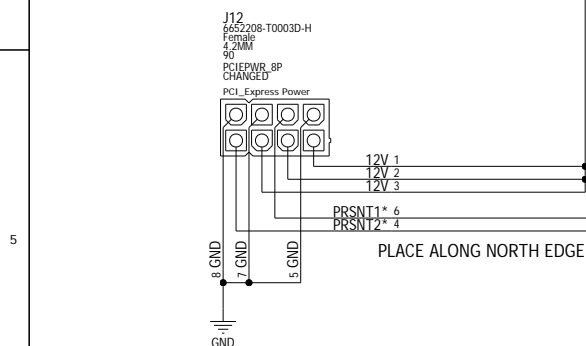 J12
6652208-T0003D-H
Female
4.2MM
90
PCIEPWR_8P
CHANGED
PCI_Express Power
12V 1
12V 2
12V 3
PRSNT1* 6
PRSNT2* 4
5
8 GND
7 GND
5 GND
PLACE ALONG NORTH EDGE
GND